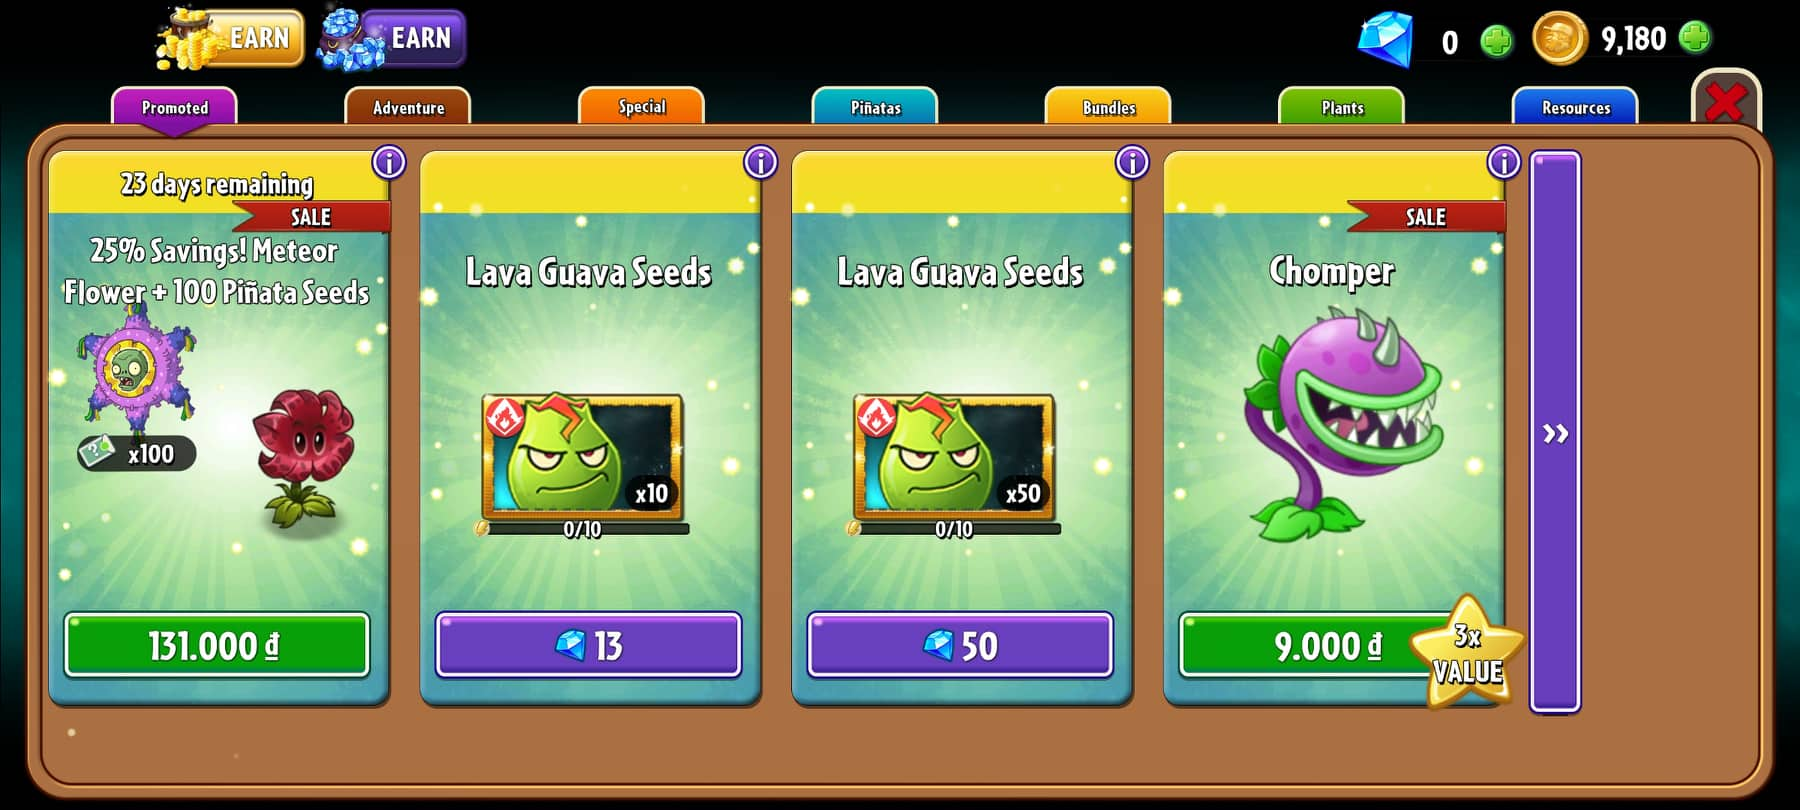 EARN
EARN
0
9,180
Promoted
Adventure
Special
Piñatas
Bundles
Plants
Resources
23 days remaining
SALE
25% Savings! Meteor
Flower + 100 Piñata Seeds
x100
131.000 ₫
Lava Guava Seeds
x10
0/10
13
Lava Guava Seeds
x50
0/10
50
SALE
Chomper
9.000 ₫
3x
VALUE